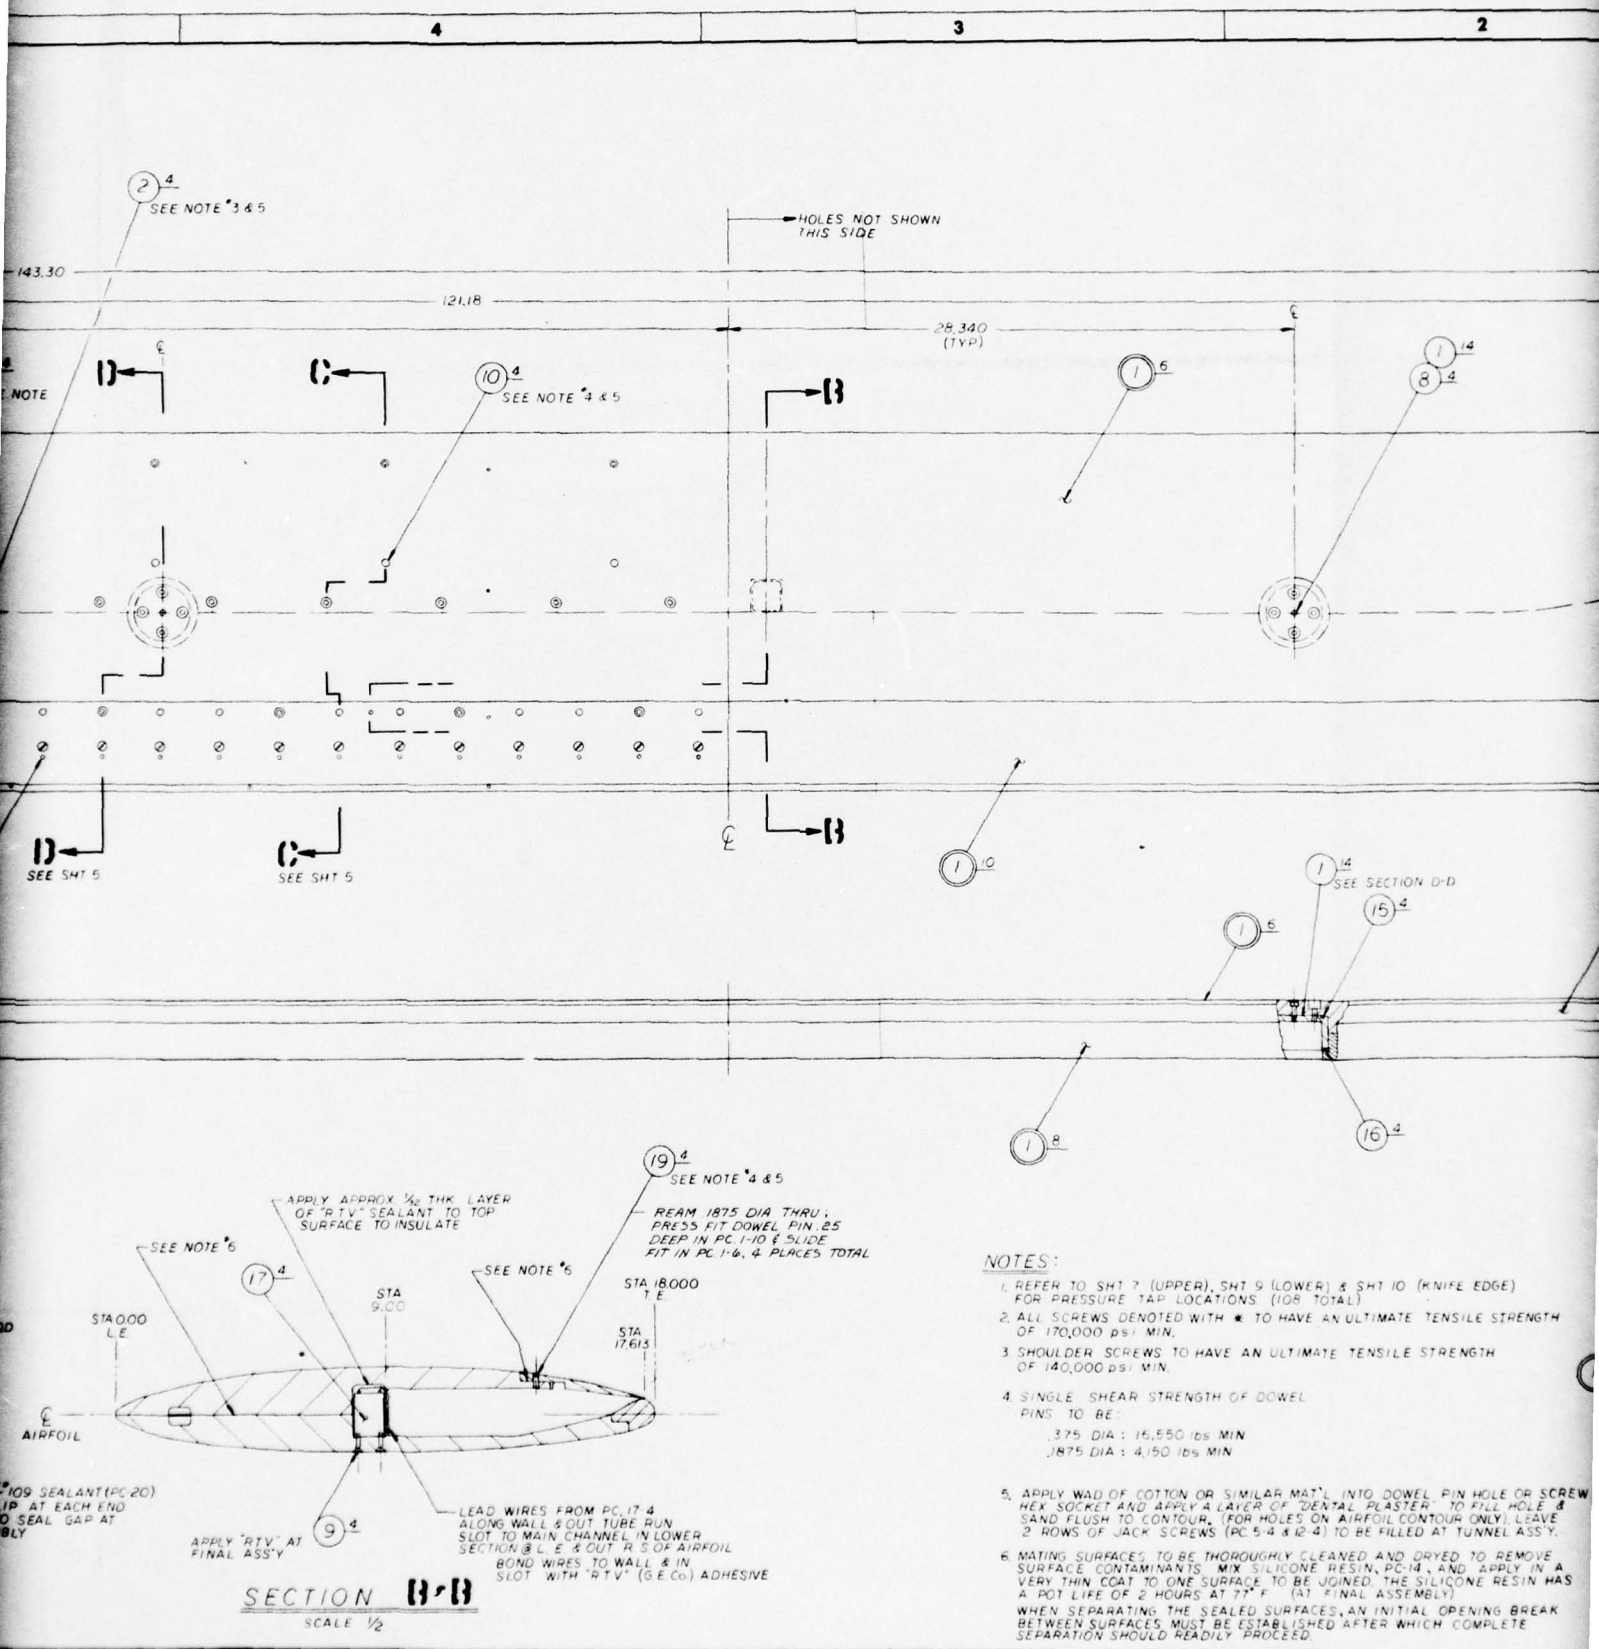 4
3
2
2 4
SEE NOTE #3 & 5
HOLES NOT SHOWN
THIS SIDE
143.30
121.18
28.340
(TYP)
℄
℄
D
C
10 4
SEE NOTE #4 & 5
B
1 6
1 14
8 4
NOTE
D
SEE SHT 5
C
SEE SHT 5
℄
B
1 10
1 14
SEE SECTION D-D
15 4
1 6
1 8
16 4
19 4
SEE NOTE #4 & 5
APPLY APPROX 1/32 THK LAYER
OF "RTV" SEALANT TO TOP
SURFACE TO INSULATE
REAM .1875 DIA THRU;
PRESS FIT DOWEL PIN .25
DEEP IN PC. 1-10 & SLIDE
FIT IN PC. 1-6, 4 PLACES TOTAL
SEE NOTE #6
17 4
SEE NOTE #6
STA
9.00
STA 18.000
T.E.
STA 0.00
L.E.
STA
17.613
℄
AIRFOIL
#109 SEALANT (PC-20)
IP AT EACH END
O SEAL GAP AT
BLY
APPLY "RTV" AT
FINAL ASS'Y
9 4
LEAD WIRES FROM PC. 17-4
ALONG WALL & OUT TUBE RUN
SLOT TO MAIN CHANNEL IN LOWER
SECTION @ L.E. & OUT R.S OF AIRFOIL
BOND WIRES TO WALL & IN
SLOT WITH "RTV" (G.E.Co.) ADHESIVE
SECTION B-B
SCALE 1/2
NOTES:
1. REFER TO SHT 7 (UPPER), SHT 9 (LOWER) & SHT 10 (KNIFE EDGE)
FOR PRESSURE TAP LOCATIONS (108 TOTAL)
2. ALL SCREWS DENOTED WITH * TO HAVE AN ULTIMATE TENSILE STRENGTH
OF 170,000 psi MIN.
3 SHOULDER SCREWS TO HAVE AN ULTIMATE TENSILE STRENGTH
OF 140,000 psi MIN.
4. SINGLE SHEAR STRENGTH OF DOWEL
PINS TO BE:
.375 DIA : 16,550 lbs MIN
.1875 DIA : 4,150 lbs MIN
5. APPLY WAD OF COTTON OR SIMILAR MAT'L INTO DOWEL PIN HOLE OR SCREW
HEX SOCKET AND APPLY A LAYER OF "DENTAL PLASTER" TO FILL HOLE &
SAND FLUSH TO CONTOUR. (FOR HOLES ON AIRFOIL CONTOUR ONLY). LEAVE
2 ROWS OF JACK SCREWS (PC 5-4 & 12-4) TO BE FILLED AT TUNNEL ASS'Y.
6. MATING SURFACES TO BE THOROUGHLY CLEANED AND DRYED TO REMOVE
SURFACE CONTAMINANTS. MIX SILICONE RESIN, PC-14, AND APPLY IN A
VERY THIN COAT TO ONE SURFACE TO BE JOINED. THE SILICONE RESIN HAS
A POT LIFE OF 2 HOURS AT 77°F (AT FINAL ASSEMBLY)
WHEN SEPARATING THE SEALED SURFACES, AN INITIAL OPENING BREAK
BETWEEN SURFACES MUST BE ESTABLISHED AFTER WHICH COMPLETE
SEPARATION SHOULD READILY PROCEED.